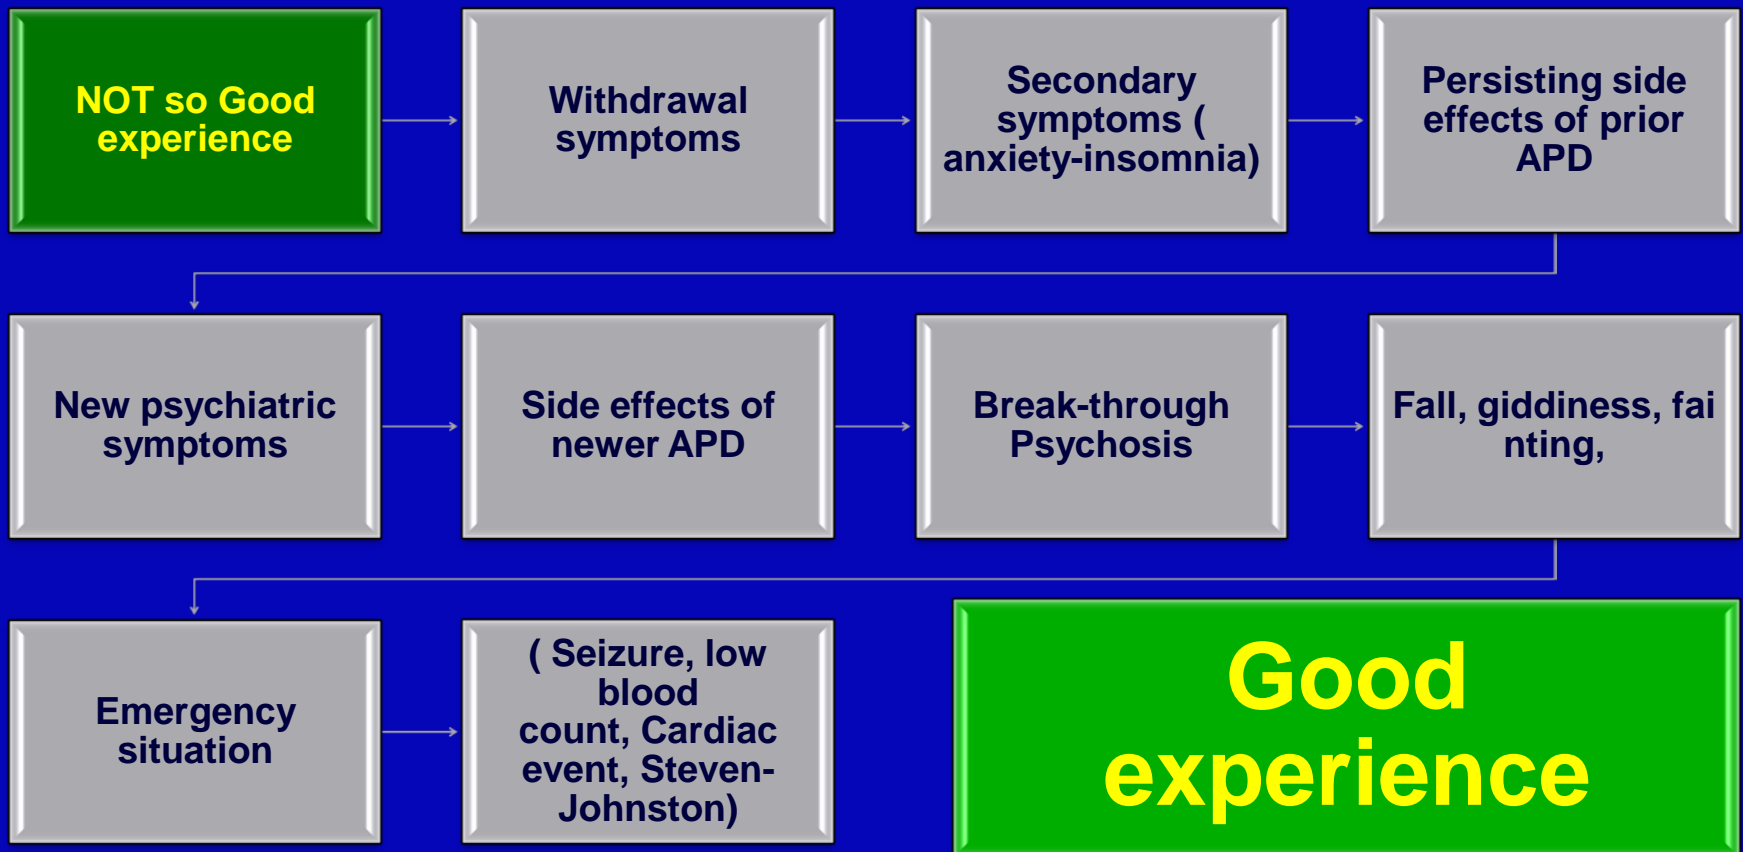 NOT so Good
experience
Withdrawal
symptoms
Secondary
symptoms (
anxiety-insomnia)
Persisting side
effects of prior
APD
New psychiatric
symptoms
Side effects of
newer APD
Break-through
Psychosis
Fall, giddiness, fai
nting,
Emergency
situation
( Seizure, low
blood
count, Cardiac
event, Steven-
Johnston)
Good
experience